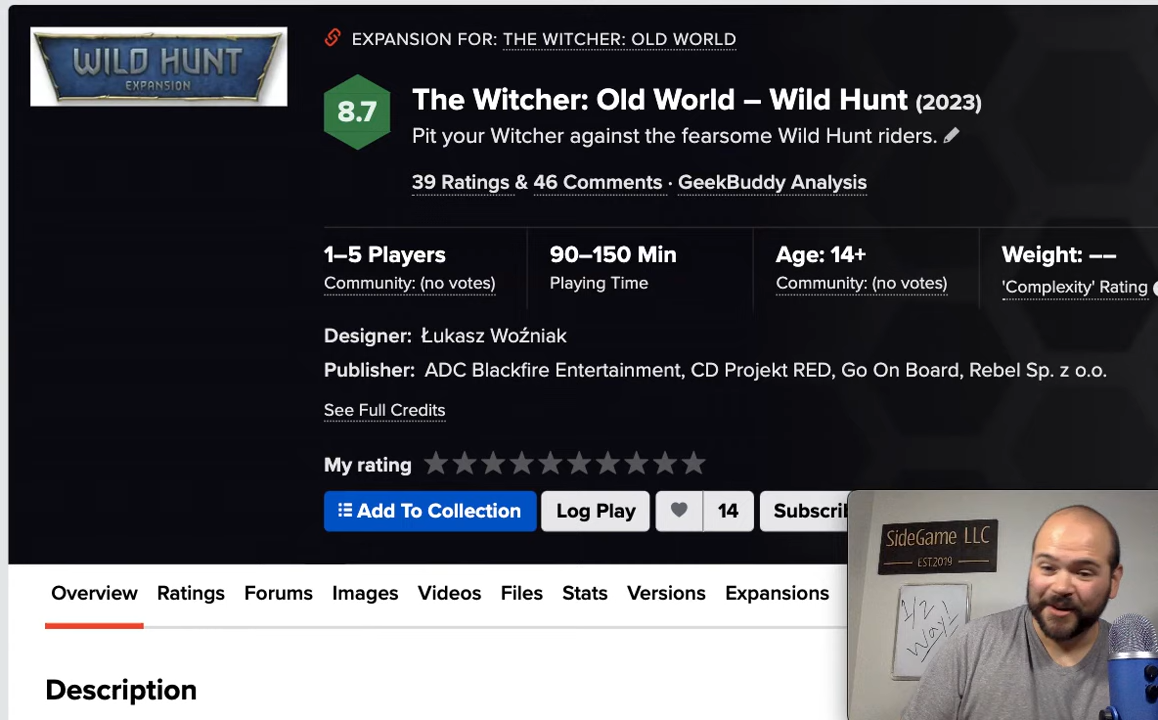 WILD HUNT
EXPANSION
EXPANSION FOR: THE WITCHER: OLD WORLD
8.7
The Witcher: Old World – Wild Hunt (2023)
Pit your Witcher against the fearsome Wild Hunt riders.
39 Ratings & 46 Comments · GeekBuddy Analysis
1–5 Players
Community: (no votes)
90–150 Min
Playing Time
Age: 14+
Community: (no votes)
Weight: ––
'Complexity' Rating
Designer: Łukasz Woźniak
Publisher: ADC Blackfire Entertainment, CD Projekt RED, Go On Board, Rebel Sp. z o.o.
See Full Credits
My rating
Add To Collection Log Play 14 Subscrib
Overview Ratings Forums Images Videos Files Stats Versions Expansions
Description
SideGame LLC
EST.2019
1/2
Way!